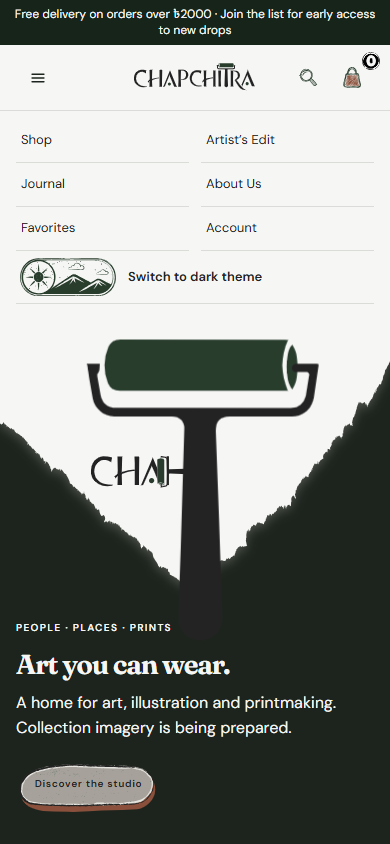 Free delivery on orders over ৳2000 · Join the list for early access
to new drops
CHAPCHITRA
0
Shop
Artist's Edit
Journal
About Us
Favorites
Account
Switch to dark theme
CHA
PEOPLE · PLACES · PRINTS
Art you can wear.
A home for art, illustration and printmaking.
Collection imagery is being prepared.
Discover the studio